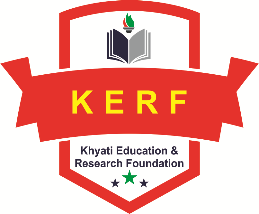 K E R F
Khyati Education &
Research Foundation